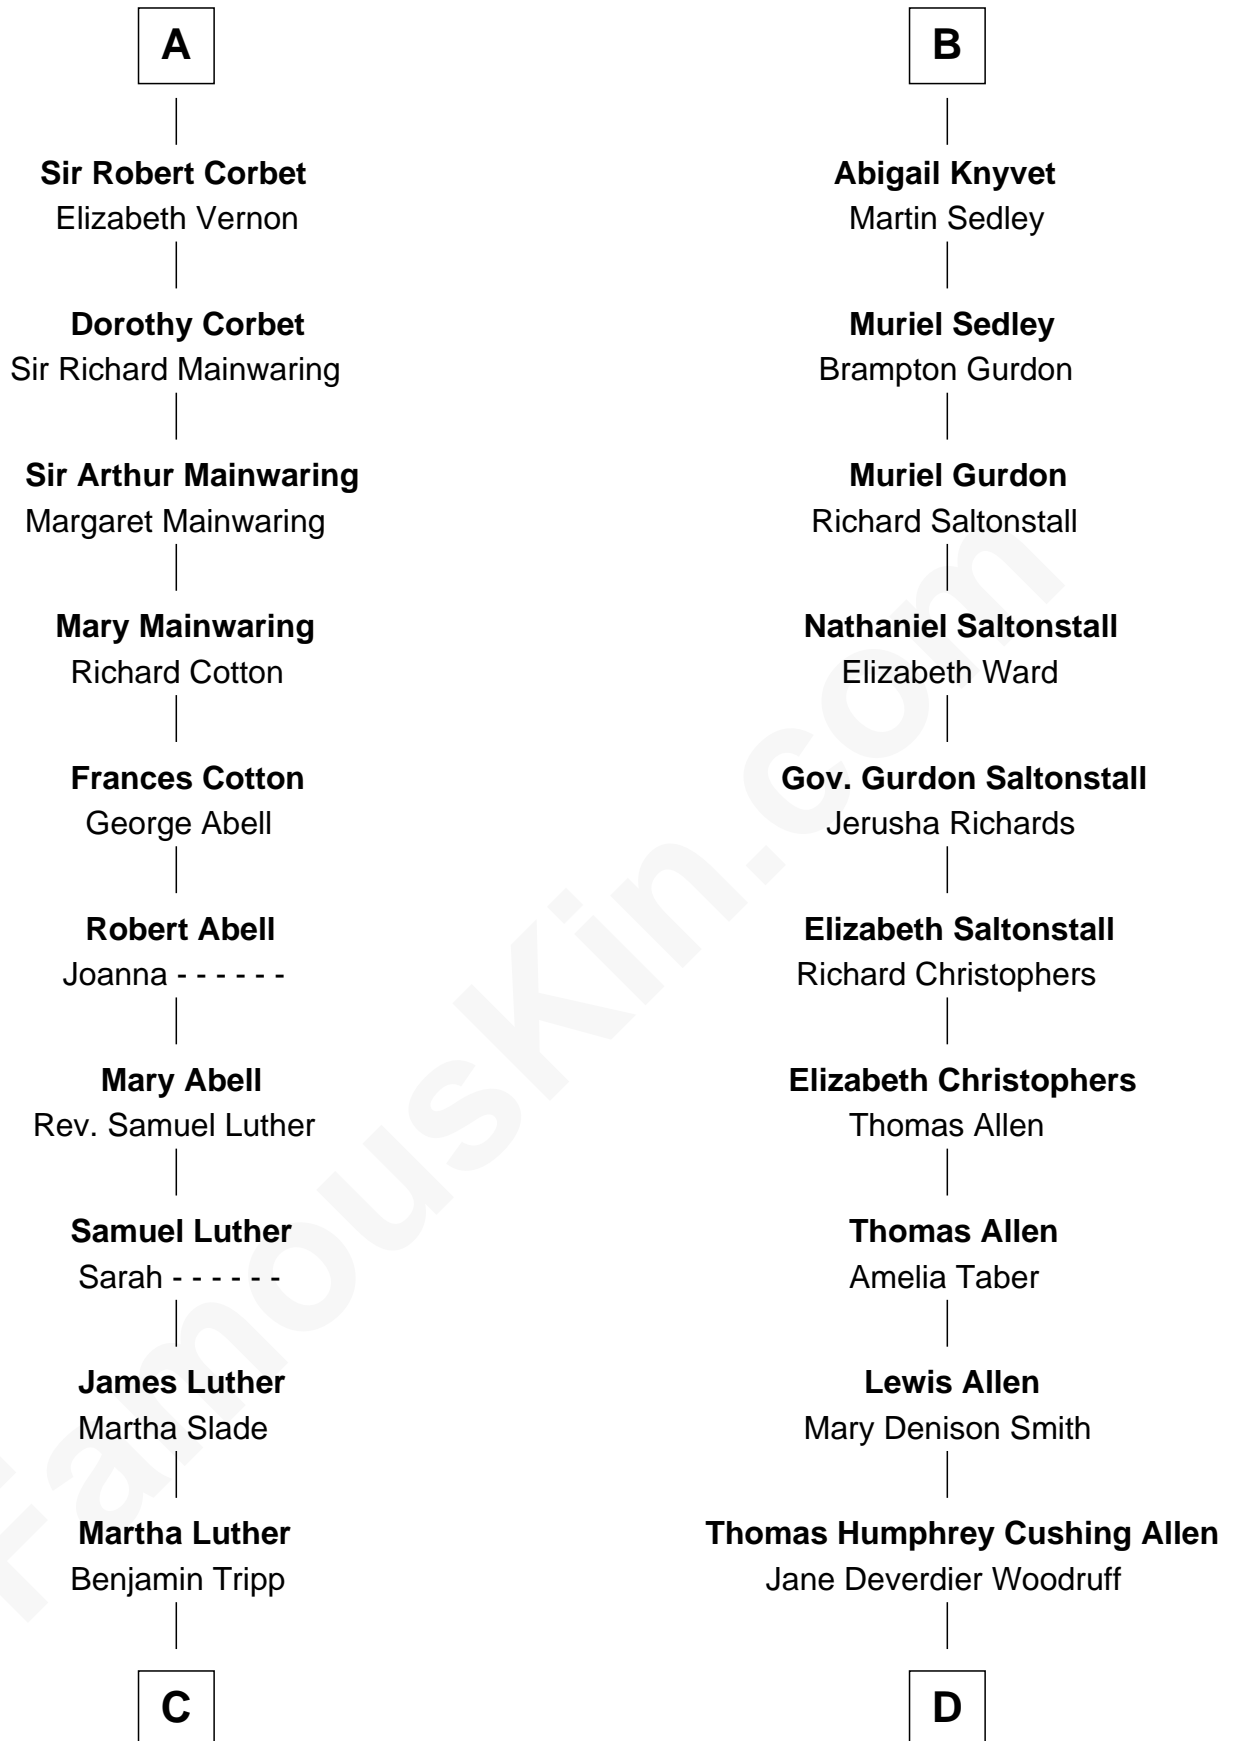 A
Sir Robert Corbet
Elizabeth Vernon
Dorothy Corbet
Sir Richard Mainwaring
Sir Arthur Mainwaring
Margaret Mainwaring
Mary Mainwaring
Richard Cotton
Frances Cotton
George Abell
Robert Abell
Joanna - - - - - -
Mary Abell
Rev. Samuel Luther
Samuel Luther
Sarah - - - - - -
James Luther
Martha Slade
Martha Luther
Benjamin Tripp
C
B
Abigail Knyvet
Martin Sedley
Muriel Sedley
Brampton Gurdon
Muriel Gurdon
Richard Saltonstall
Nathaniel Saltonstall
Elizabeth Ward
Gov. Gurdon Saltonstall
Jerusha Richards
Elizabeth Saltonstall
Richard Christophers
Elizabeth Christophers
Thomas Allen
Thomas Allen
Amelia Taber
Lewis Allen
Mary Denison Smith
Thomas Humphrey Cushing Allen
Jane Deverdier Woodruff
D
FamousKin.com